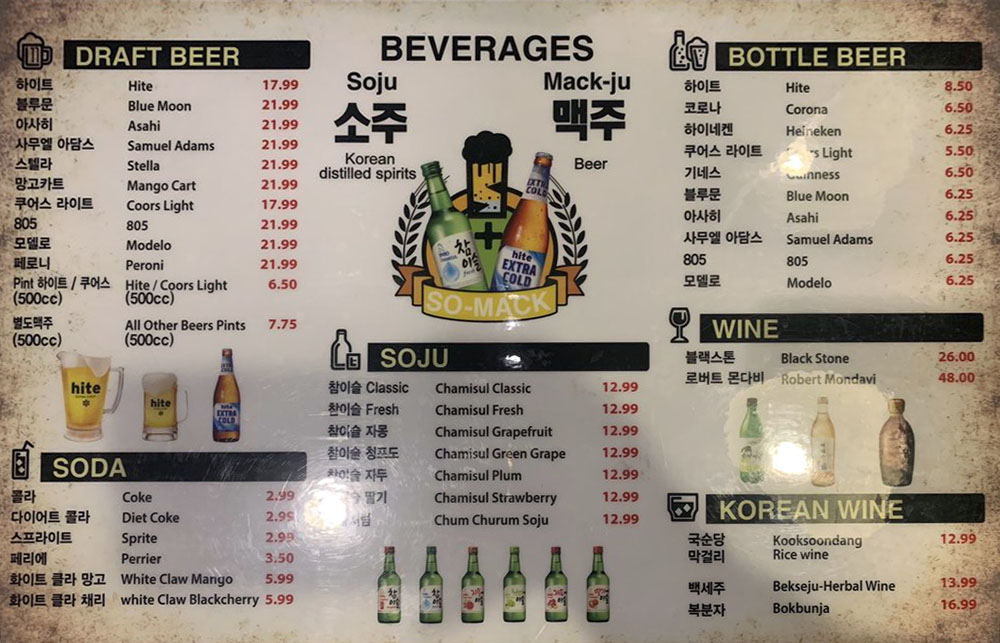 DRAFT BEER
하이트 Hite 17.99
블루문 Blue Moon 21.99
아사히 Asahi 21.99
사무엘 아담스 Samuel Adams 21.99
스텔라 Stella 21.99
망고카트 Mango Cart 21.99
쿠어스 라이트 Coors Light 17.99
805 805 21.99
모델로 Modelo 21.99
페로니 Peroni 21.99
Pint 하이트 / 쿠어스 Hite / Coors Light 6.50
(500cc) (500cc)
별도맥주 All Other Beers Pints 7.75
(500cc) (500cc)
hite
hite
hite
EXTRA
COLD
SODA
콜라 Coke 2.99
다이어트 콜라 Diet Coke 2.99
스프라이트 Sprite 2.99
페리에 Perrier 3.50
화이트 클라 망고 White Claw Mango 5.99
화이트 클라 채리 white Claw Blackcherry 5.99
BEVERAGES
Soju Mack-ju
소주 맥주
Korean
distilled spirits
Beer
참
이슬
fresh
EXTRA
COLD
hite
EXTRA
COLD
SO-MACK
SOJU
참이슬 Classic Chamisul Classic 12.99
참이슬 Fresh Chamisul Fresh 12.99
참이슬 자몽 Chamisul Grapefruit 12.99
참이슬 청포도 Chamisul Green Grape 12.99
참이슬 자두 Chamisul Plum 12.99
딸기 Chamisul Strawberry 12.99
Chum Churum Soju 12.99
BOTTLE BEER
하이트 Hite 8.50
코로나 Corona 6.50
하이네켄 Heineken 6.25
쿠어스 라이트 Light 5.50
기네스 Guinness 6.50
블루문 Blue Moon 6.25
아사히 Asahi 6.25
사무엘 아담스 Samuel Adams 6.25
805 805 6.25
모델로 Modelo 6.25
WINE
블랙스톤 Black Stone 26.00
로버트 몬다비 Robert Mondavi 48.00
KOREAN WINE
국순당 Kooksoondang 12.99
막걸리 Rice wine
백세주 Bekseju-Herbal Wine 13.99
복분자 Bokbunja 16.99